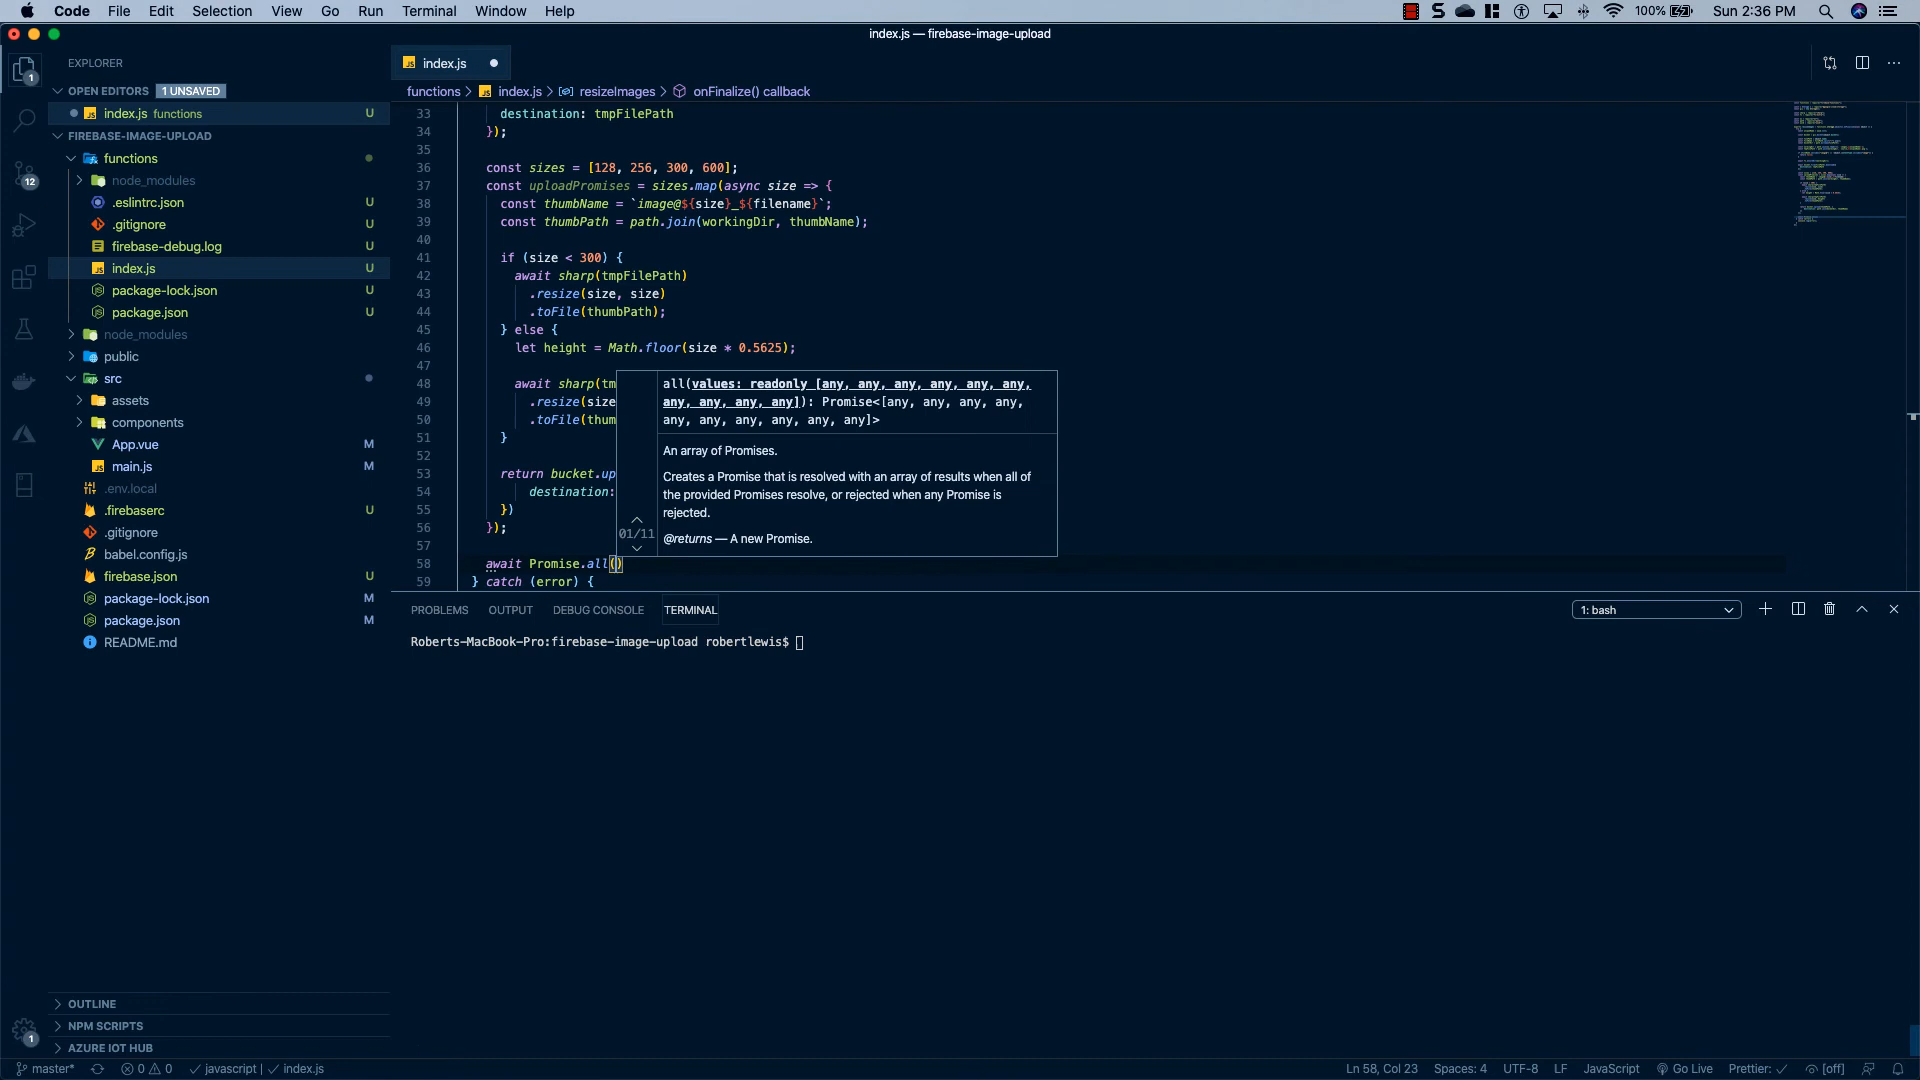 Code File Edit Selection View Go Run Terminal Window Help 100% Sun 2:36 PM
index.js — firebase-image-upload
EXPLORER
OPEN EDITORS 1 UNSAVED
index.js functions U
FIREBASE-IMAGE-UPLOAD
functions
node_modules
.eslintrc.json U
.gitignore U
firebase-debug.log U
index.js U
package-lock.json U
package.json U
node_modules
public
src
assets
components
App.vue M
main.js M
.env.local
.firebaserc U
.gitignore
babel.config.js
firebase.json U
package-lock.json M
package.json M
README.md
OUTLINE
NPM SCRIPTS
AZURE IOT HUB
1
12
1
index.js
functions > index.js > resizeImages > onFinalize() callback
33 destination: tmpFilePath
34 });
35
36 const sizes = [128, 256, 300, 600];
37 const uploadPromises = sizes.map(async size => {
38 const thumbName = `image@${size}_${filename}`;
39 const thumbPath = path.join(workingDir, thumbName);
40
41 if (size < 300) {
42 await sharp(tmpFilePath)
43 .resize(size, size)
44 .toFile(thumbPath);
45 } else {
46 let height = Math.floor(size * 0.5625);
47
48 await sharp(tm
49 .resize(size
50 .toFile(thum
51 }
52
53 return bucket.up
54 destination:
55 })
56 });
57
58 await Promise.all()
59 } catch (error) {
all(values: readonly [any, any, any, any, any, any,
any, any, any, any]): Promise<[any, any, any, any,
any, any, any, any, any, any]>
An array of Promises.
Creates a Promise that is resolved with an array of results when all of
the provided Promises resolve, or rejected when any Promise is
rejected.
01/11
@returns — A new Promise.
PROBLEMS OUTPUT DEBUG CONSOLE TERMINAL 1: bash
Roberts-MacBook-Pro:firebase-image-upload robertlewis$
master* 0 0 javascript | index.js Ln 58, Col 23 Spaces: 4 UTF-8 LF JavaScript Go Live Prettier: ✓ [off]